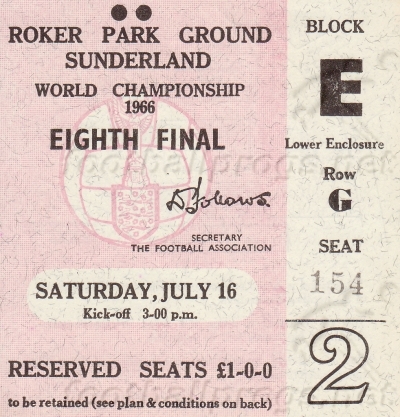 ROKER PARK GROUND
SUNDERLAND
WORLD CHAMPIONSHIP
1966
EIGHTH FINAL
D Follows.
SECRETARY
THE FOOTBALL ASSOCIATION
SATURDAY, JULY 16
Kick-off 3-00 p.m.
RESERVED SEATS £1-0-0
to be retained (see plan & conditions on back)
BLOCK
E
Lower Enclosure
Row
G
SEAT
154
2